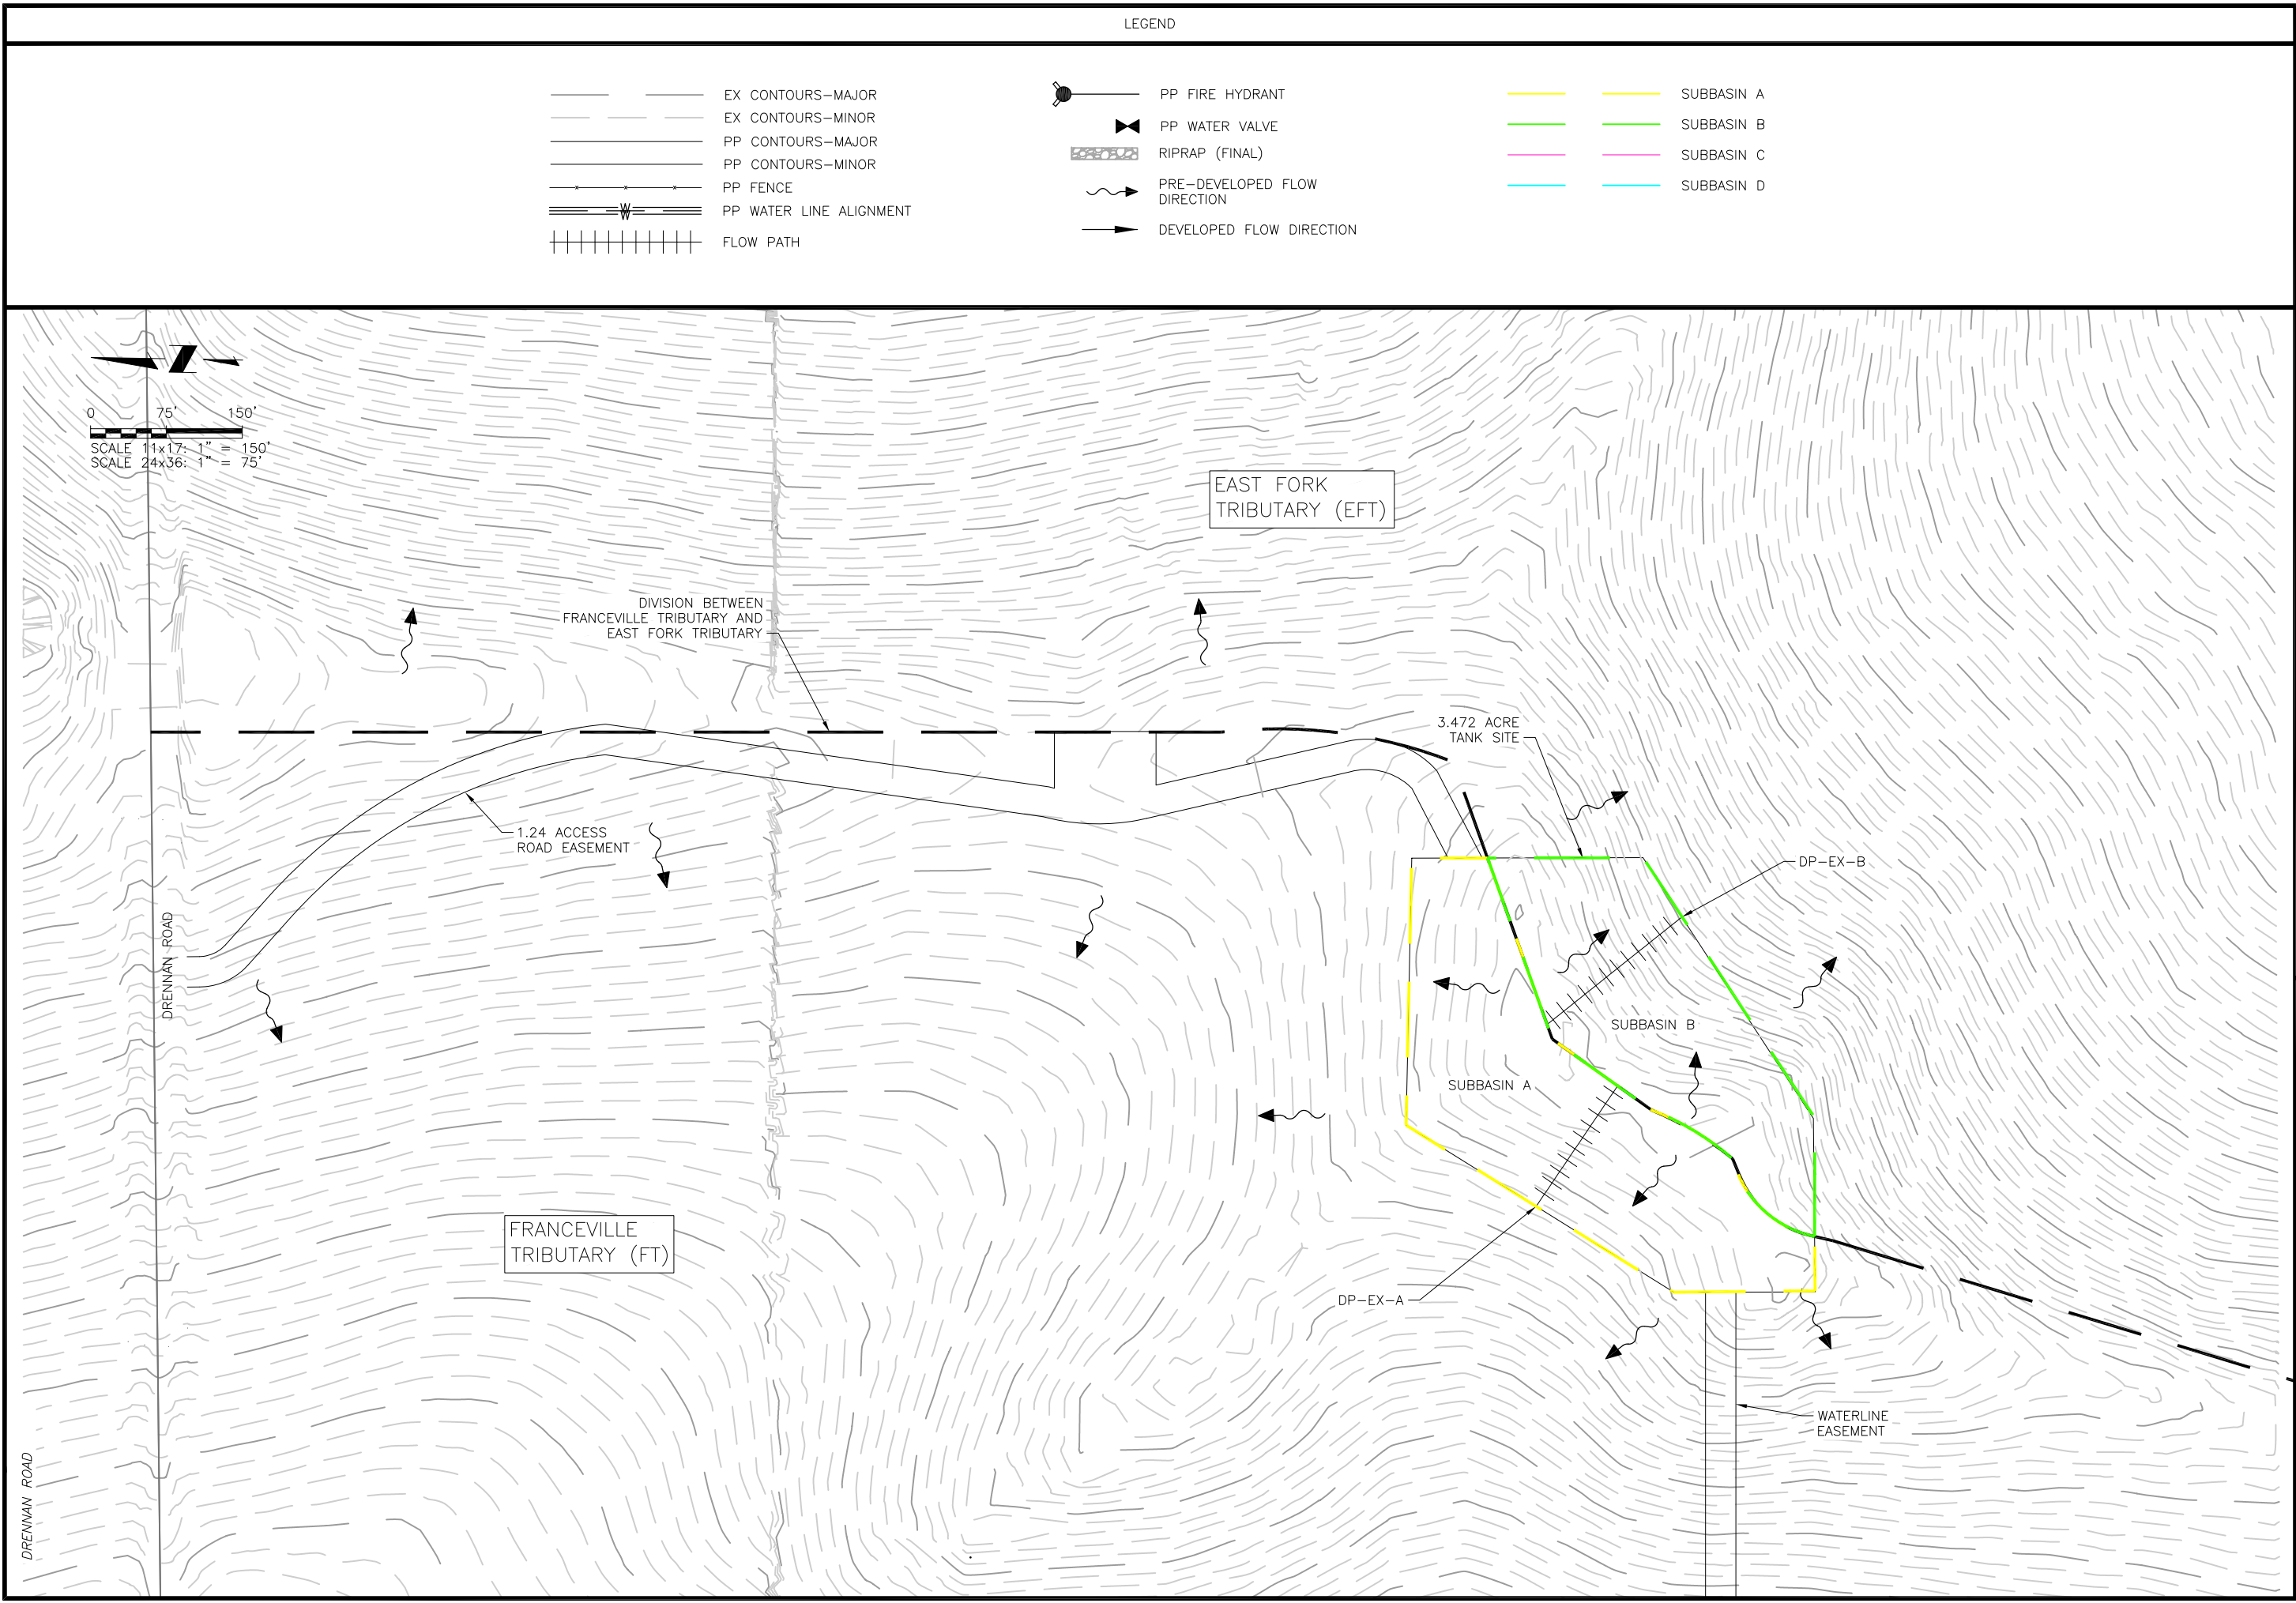 LEGEND
EX CONTOURS-MAJOR
EX CONTOURS-MINOR
PP CONTOURS-MAJOR
PP CONTOURS-MINOR
PP FENCE
W
PP WATER LINE ALIGNMENT
FLOW PATH
PP FIRE HYDRANT
PP WATER VALVE
RIPRAP (FINAL)
PRE-DEVELOPED FLOW
DIRECTION
DEVELOPED FLOW DIRECTION
SUBBASIN A
SUBBASIN B
SUBBASIN C
SUBBASIN D
0 75' 150'
SCALE 11x17: 1" = 150'
SCALE 24x36: 1" = 75'
EAST FORK
TRIBUTARY (EFT)
DIVISION BETWEEN
FRANCEVILLE TRIBUTARY AND
EAST FORK TRIBUTARY
3.472 ACRE
TANK SITE
1.24 ACCESS
ROAD EASEMENT
DP-EX-B
DRENNAN ROAD
SUBBASIN B
SUBBASIN A
FRANCEVILLE
TRIBUTARY (FT)
DP-EX-A
WATERLINE
EASEMENT
DRENNAN ROAD